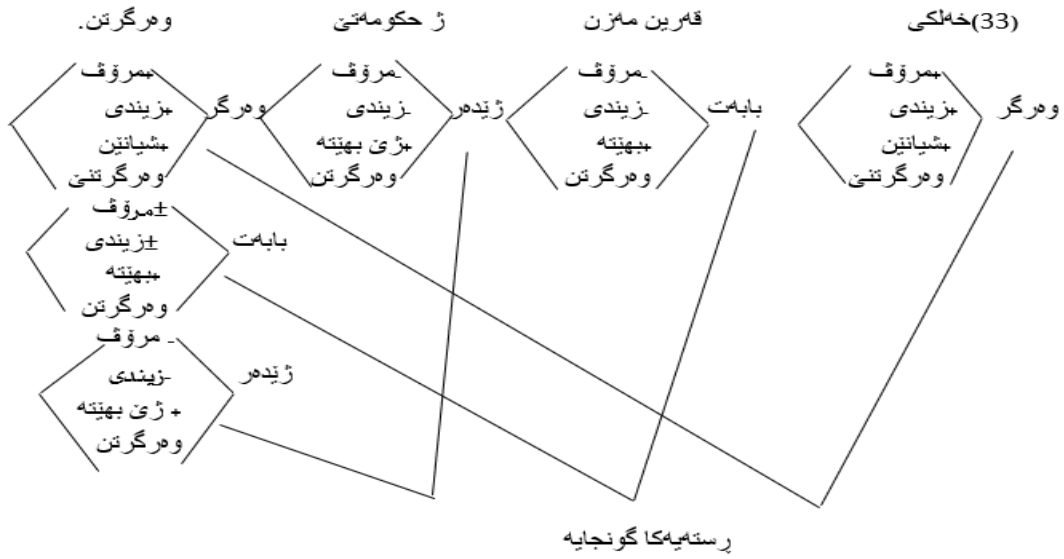 (33)خەلکی قەرین مەزن ژ حکومەتێ وەرگرتن.
+مرۆڤ -مرۆڤ -مرۆڤ +مرۆڤ
وەرگر +زیندی بابەت -زیندی ژێدەر -زیندی وەرگر +زیندی
+شیانێن +بهێتە +ژێ بهێتە +شیانێن
وەرگرتنێ وەرگرتن وەرگرتن وەرگرتنێ
±مرۆڤ
بابەت ±زیندی
+بهێتە
وەرگرتن
- مرۆڤ
ژێدەر -زیندی
+ ژێ بهێتە
وەرگرتن
ڕستەیەکا گونجایە